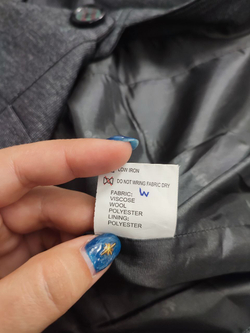 LOW IRON
DO NOT WRING FABRIC DRY
FABRIC: W
VISCOSE
WOOL
POLYESTER
LINING:
POLYESTER